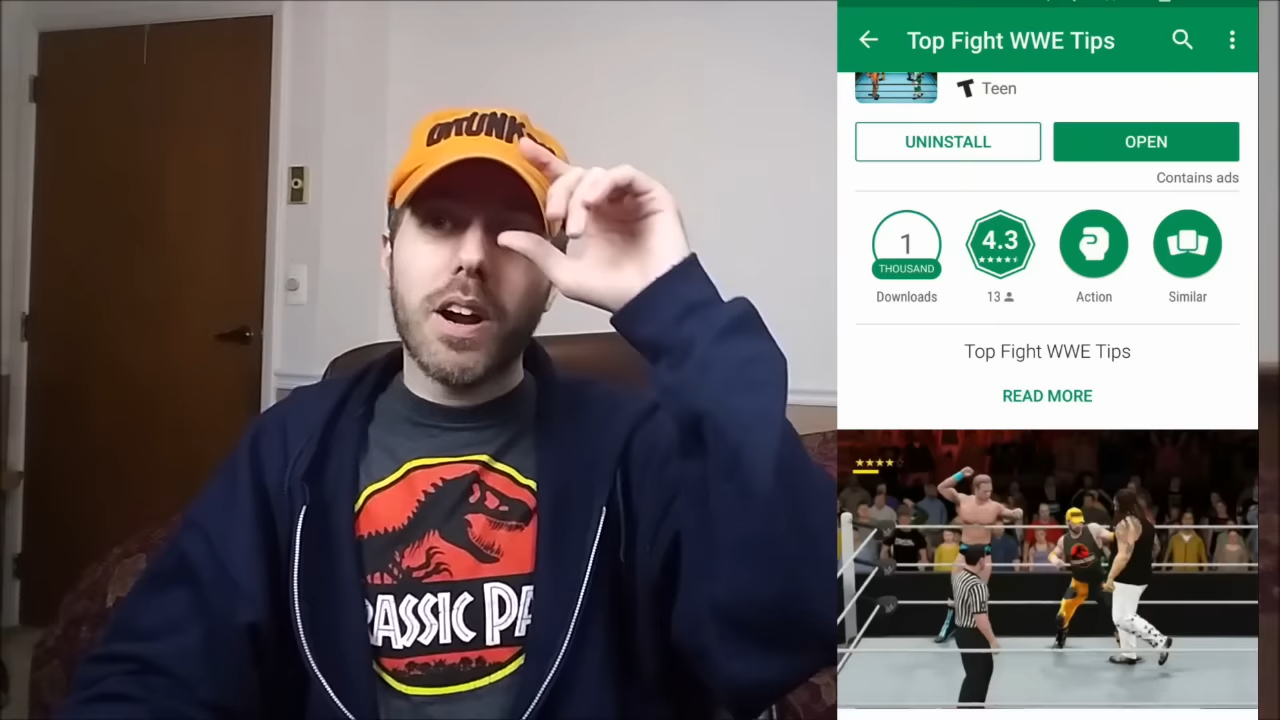 Top Fight WWE Tips
Teen
UNINSTALL
OPEN
Contains ads
1
THOUSAND
Downloads
4.3
13
Action
Similar
Top Fight WWE Tips
READ MORE